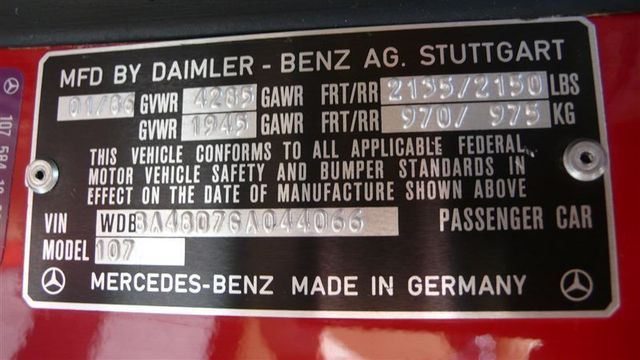 MFD BY DAIMLER - BENZ AG. STUTTGART
01/86 GVWR 4285 GAWR FRT/RR 2135/2150 LBS
GVWR 1945 GAWR FRT/RR 970/ 975 KG
THIS VEHICLE CONFORMS TO ALL APPLICABLE FEDERAL
MOTOR VEHICLE SAFETY AND BUMPER STANDARDS IN
EFFECT ON THE DATE OF MANUFACTURE SHOWN ABOVE
VIN WDBBA48D7GA044066 PASSENGER CAR
MODEL 107
MERCEDES-BENZ MADE IN GERMANY
107 584